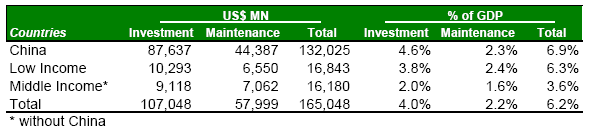 US$ MN % of GDP
Countries Investment Maintenance Total Investment Maintenance Total
China 87,637 44,387 132,025 4.6% 2.3% 6.9%
Low Income 10,293 6,550 16,843 3.8% 2.4% 6.3%
Middle Income* 9,118 7,062 16,180 2.0% 1.6% 3.6%
Total 107,048 57,999 165,048 4.0% 2.2% 6.2%
* without China